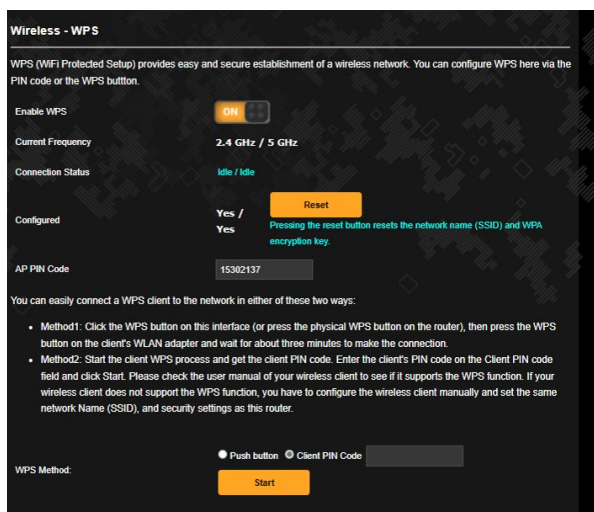 Wireless - WPS
WPS (WiFi Protected Setup) provides easy and secure establishment of a wireless network. You can configure WPS here via the
PIN code or the WPS buttton.
Enable WPS
ON
Current Frequency
2.4 GHz / 5 GHz
Connection Status
Idle / Idle
Configured
Yes /
Yes
Reset
Pressing the reset button resets the network name (SSID) and WPA
encryption key.
AP PIN Code
15302137
You can easily connect a WPS client to the network in either of these two ways:
• Method1: Click the WPS button on this interface (or press the physical WPS button on the router), then press the WPS
button on the client's WLAN adapter and wait for about three minutes to make the connection.
• Method2: Start the client WPS process and get the client PIN code. Enter the client's PIN code on the Client PIN code
field and click Start. Please check the user manual of your wireless client to see if it supports the WPS function. If your
wireless client does not support the WPS function, you have to configure the wireless client manually and set the same
network Name (SSID), and security settings as this router.
WPS Method:
Push button Client PIN Code
Start